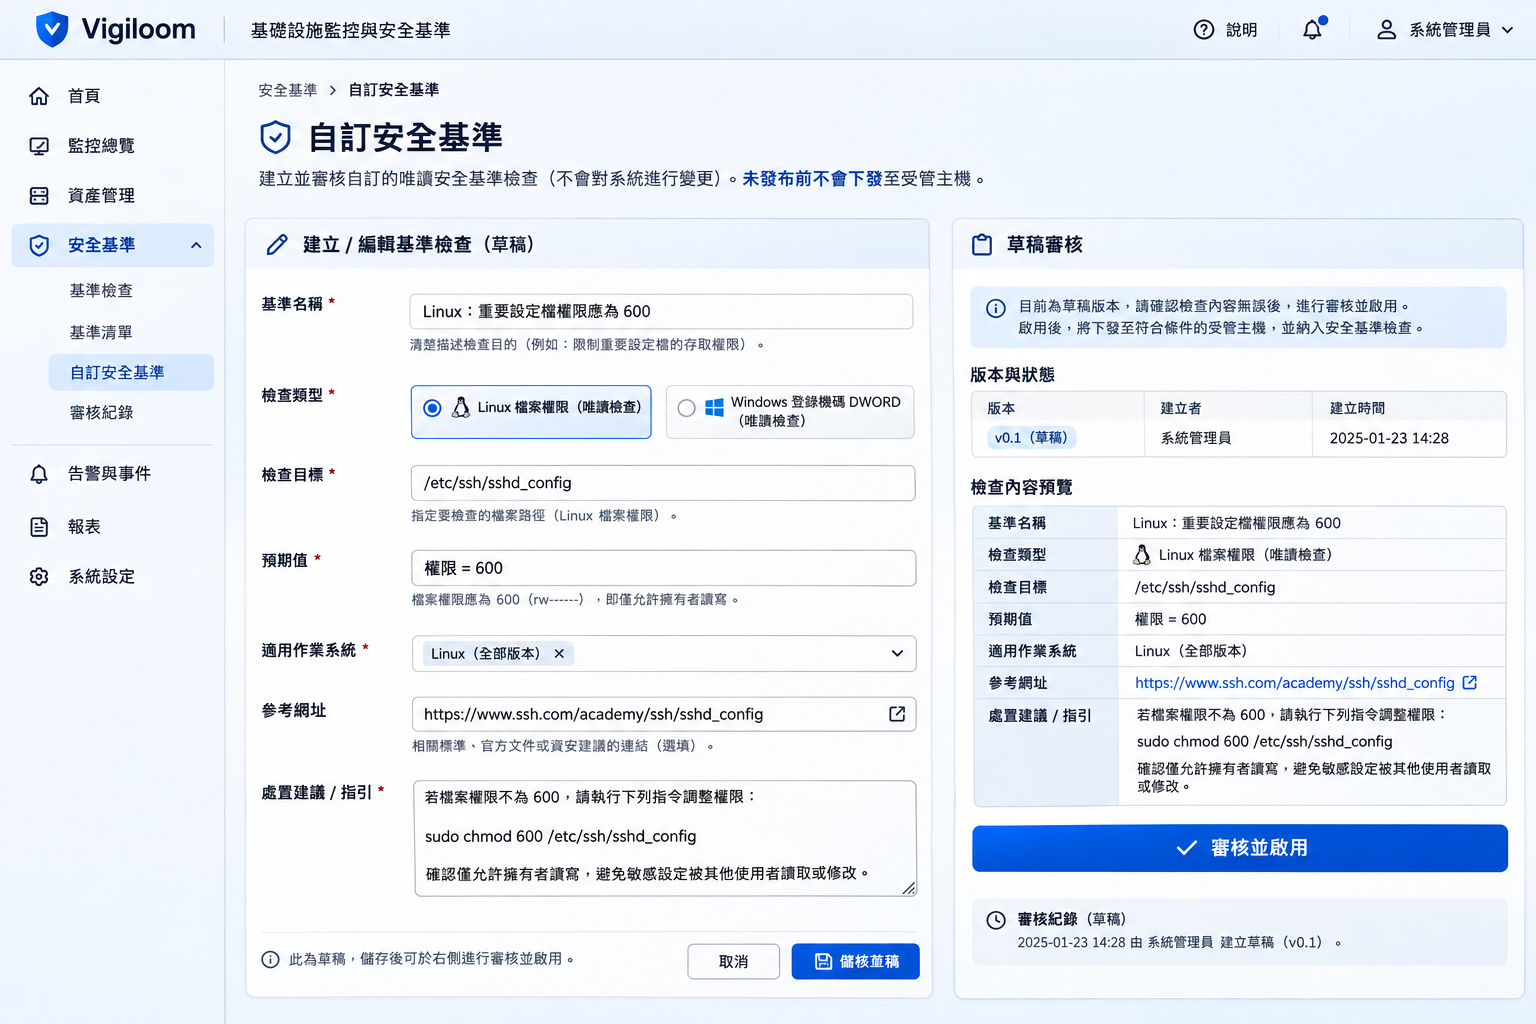 Vigiloom
基礎設施監控與安全基準
說明
系統管理員
首頁
監控總覽
資產管理
安全基準
基準檢查
基準清單
自訂安全基準
審核紀錄
告警與事件
報表
系統設定
安全基準 > 自訂安全基準
自訂安全基準
建立並審核自訂的唯讀安全基準檢查（不會對系統進行變更）。未發布前不會下發至受管主機。
建立 / 編輯基準檢查（草稿）
基準名稱 *
Linux：重要設定檔權限應為 600
清楚描述檢查目的（例如：限制重要設定檔的存取權限）。
檢查類型 *
Linux 檔案權限（唯讀檢查）
Windows 登錄機碼 DWORD
（唯讀檢查）
檢查目標 *
/etc/ssh/sshd_config
指定要檢查的檔案路徑（Linux 檔案權限）。
預期值 *
權限 = 600
檔案權限應為 600（rw------），即僅允許擁有者讀寫。
適用作業系統 *
Linux（全部版本） ✕
參考網址
https://www.ssh.com/academy/ssh/sshd_config
相關標準、官方文件或資安建議的連結（選填）。
處置建議 / 指引 *
若檔案權限不為 600，請執行下列指令調整權限：
sudo chmod 600 /etc/ssh/sshd_config
確認僅允許擁有者讀寫，避免敏感設定被其他使用者讀取或修改。
此為草稿，儲存後可於右側進行審核並啟用。
取消
儲核草稿
草稿審核
目前為草稿版本，請確認檢查內容無誤後，進行審核並啟用。
啟用後，將下發至符合條件的受管主機，並納入安全基準檢查。
版本與狀態
版本 建立者 建立時間
v0.1（草稿） 系統管理員 2025-01-23 14:28
檢查內容預覽
基準名稱 Linux：重要設定檔權限應為 600
檢查類型 Linux 檔案權限（唯讀檢查）
檢查目標 /etc/ssh/sshd_config
預期值 權限 = 600
適用作業系統 Linux（全部版本）
參考網址 https://www.ssh.com/academy/ssh/sshd_config
處置建議 / 指引 若檔案權限不為 600，請執行下列指令調整權限：
sudo chmod 600 /etc/ssh/sshd_config
確認僅允許擁有者讀寫，避免敏感設定被其他使用者讀取
或修改。
審核並啟用
審核紀錄（草稿）
2025-01-23 14:28 由 系統管理員 建立草稿（v0.1）。